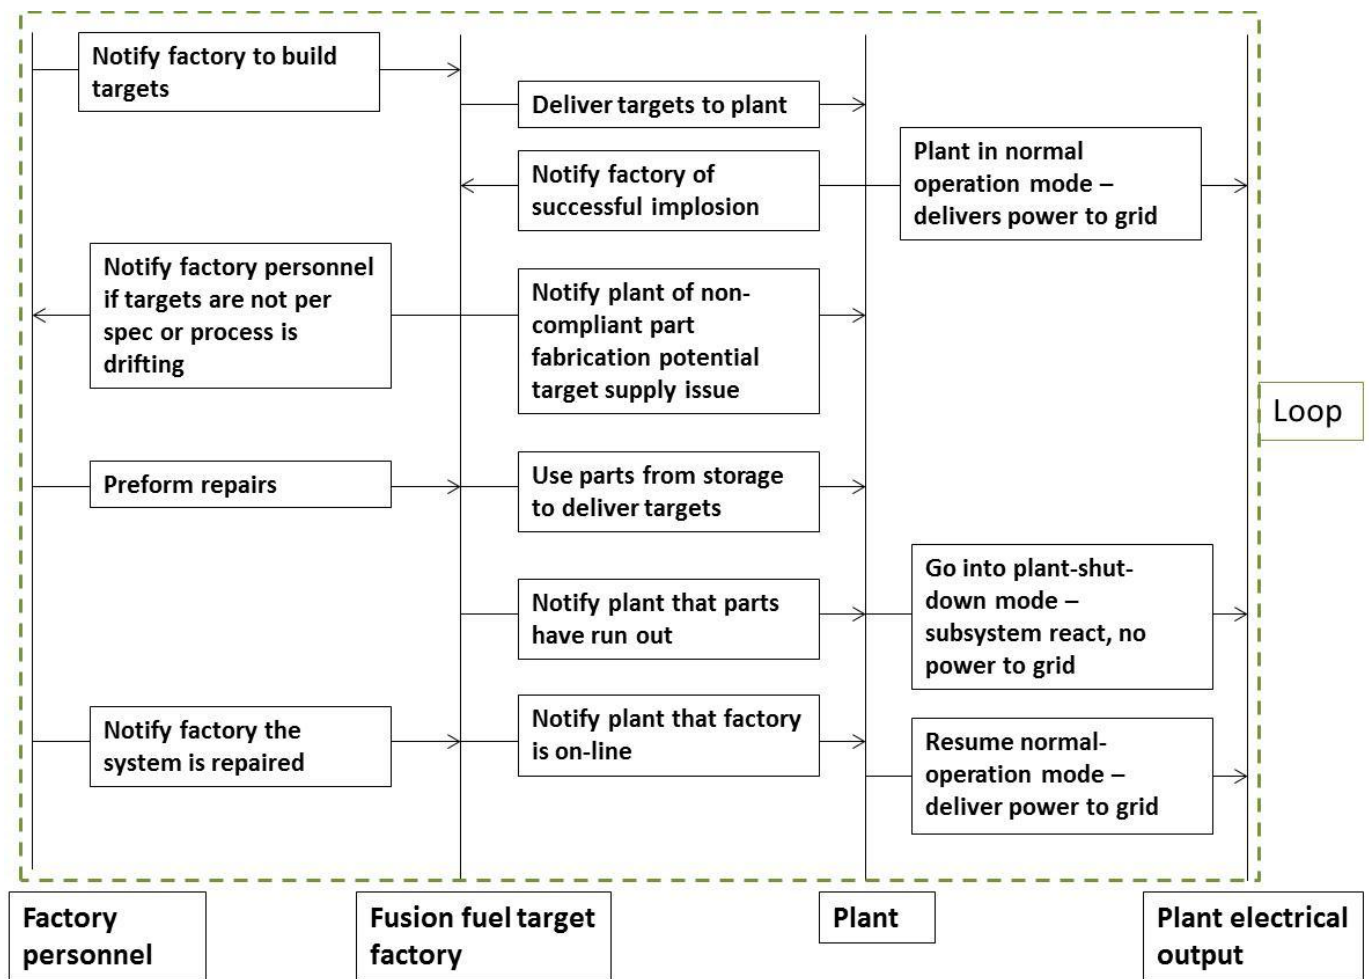 Notify factory to build
targets
Deliver targets to plant
Notify factory of
successful implosion
Plant in normal
operation mode –
delivers power to grid
Notify factory personnel
if targets are not per
spec or process is
drifting
Notify plant of non-
compliant part
fabrication potential
target supply issue
Loop
Preform repairs
Use parts from storage
to deliver targets
Notify plant that parts
have run out
Go into plant-shut-
down mode –
subsystem react, no
power to grid
Notify factory the
system is repaired
Notify plant that factory
is on-line
Resume normal-
operation mode –
deliver power to grid
Factory
personnel
Fusion fuel target
factory
Plant
Plant electrical
output